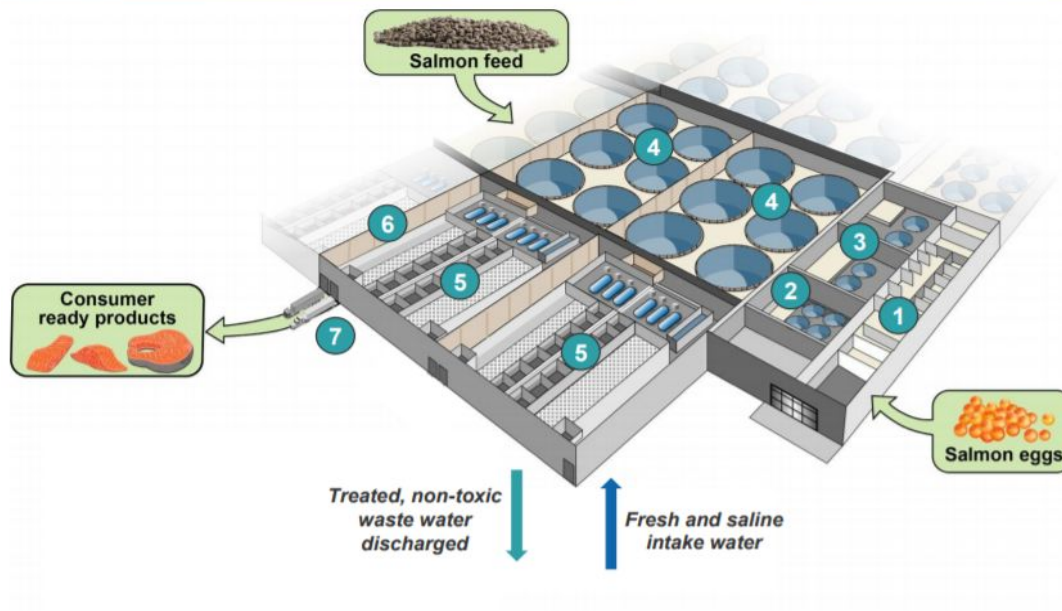 Salmon feed
4
4
6
3
5
2
Consumer
ready products
1
7
5
Salmon eggs
Treated, non-toxic
waste water
discharged
Fresh and saline
intake water